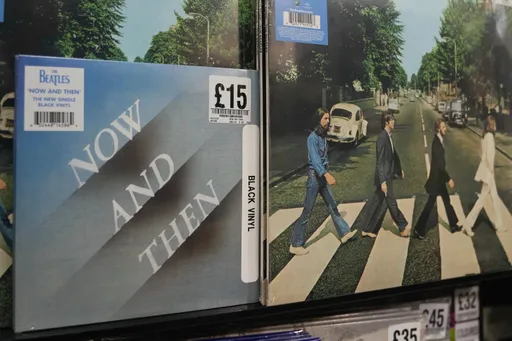 THE
BEATLES
'NOW AND THEN'
THE NEW SINGLE
BLACK VINYL
£15
NOW
AND
THEN
BLACK VINYL
£35
£45
£32